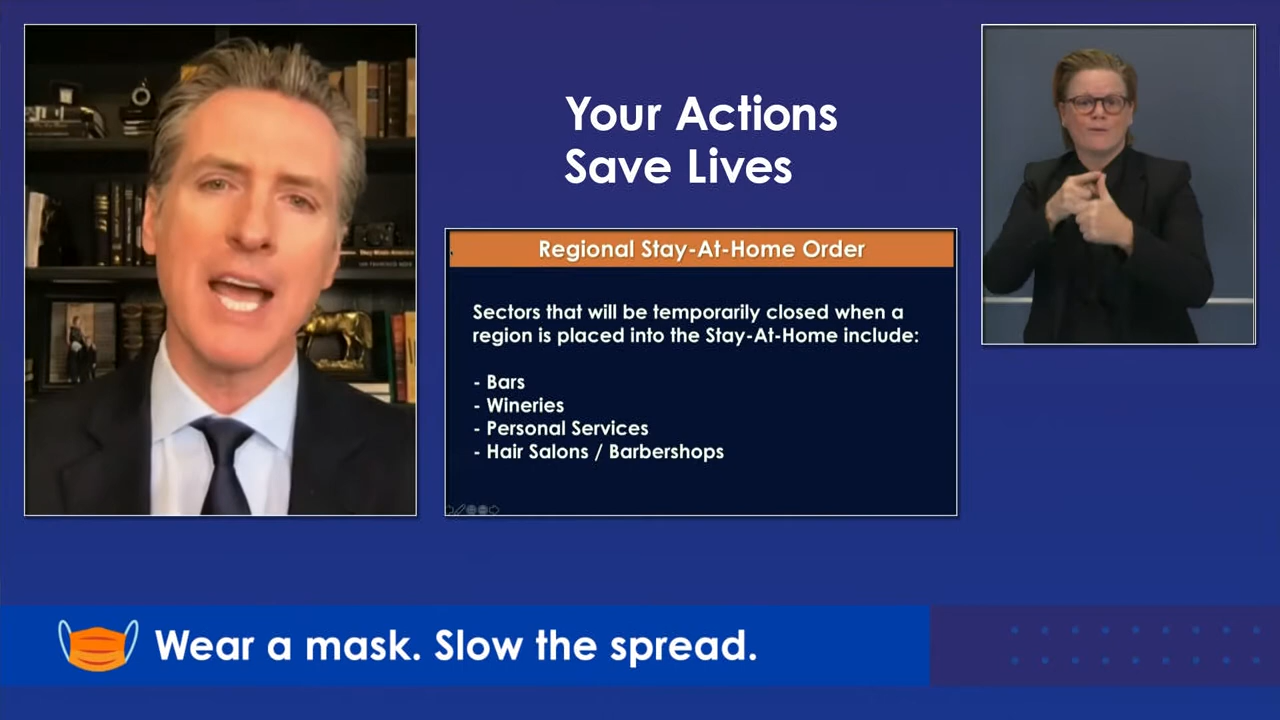 Your Actions
Save Lives
Regional Stay-At-Home Order
Sectors that will be temporarily closed when a
region is placed into the Stay-At-Home include:
- Bars
- Wineries
- Personal Services
- Hair Salons / Barbershops
Wear a mask. Slow the spread.